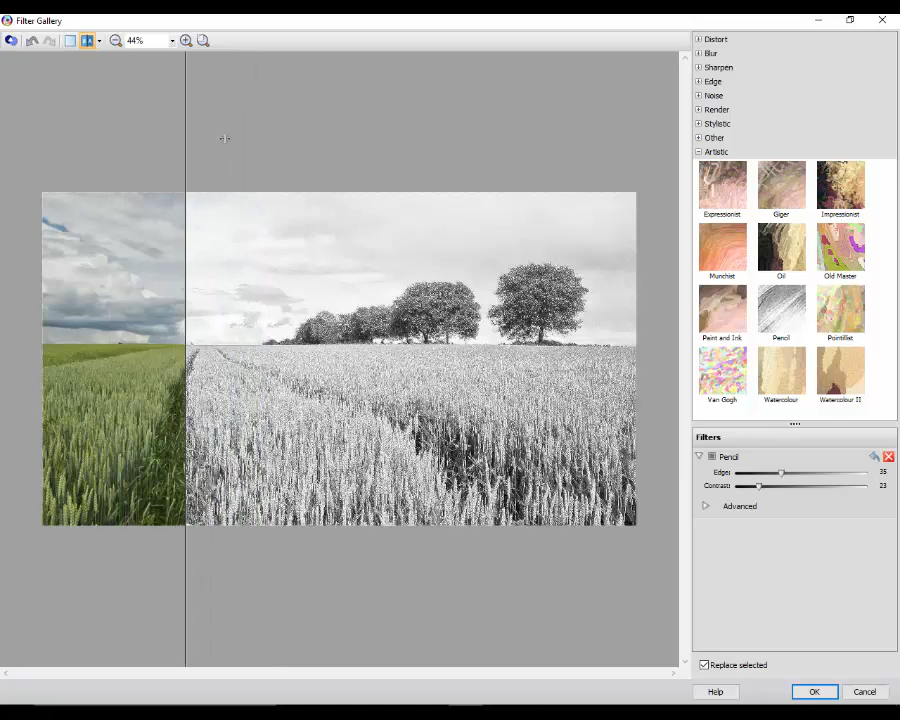 Filter Gallery
44%
Distort
Blur
Sharpen
Edge
Noise
Render
Stylistic
Other
Artistic
Expressionist Giger Impressionist
Munchist Oil Old Master
Paint and Ink Pencil Pointillist
Van Gogh Watercolour Watercolour II
Filters
Pencil
Edge: 35
Contrast: 23
Advanced
Replace selected
Help OK Cancel